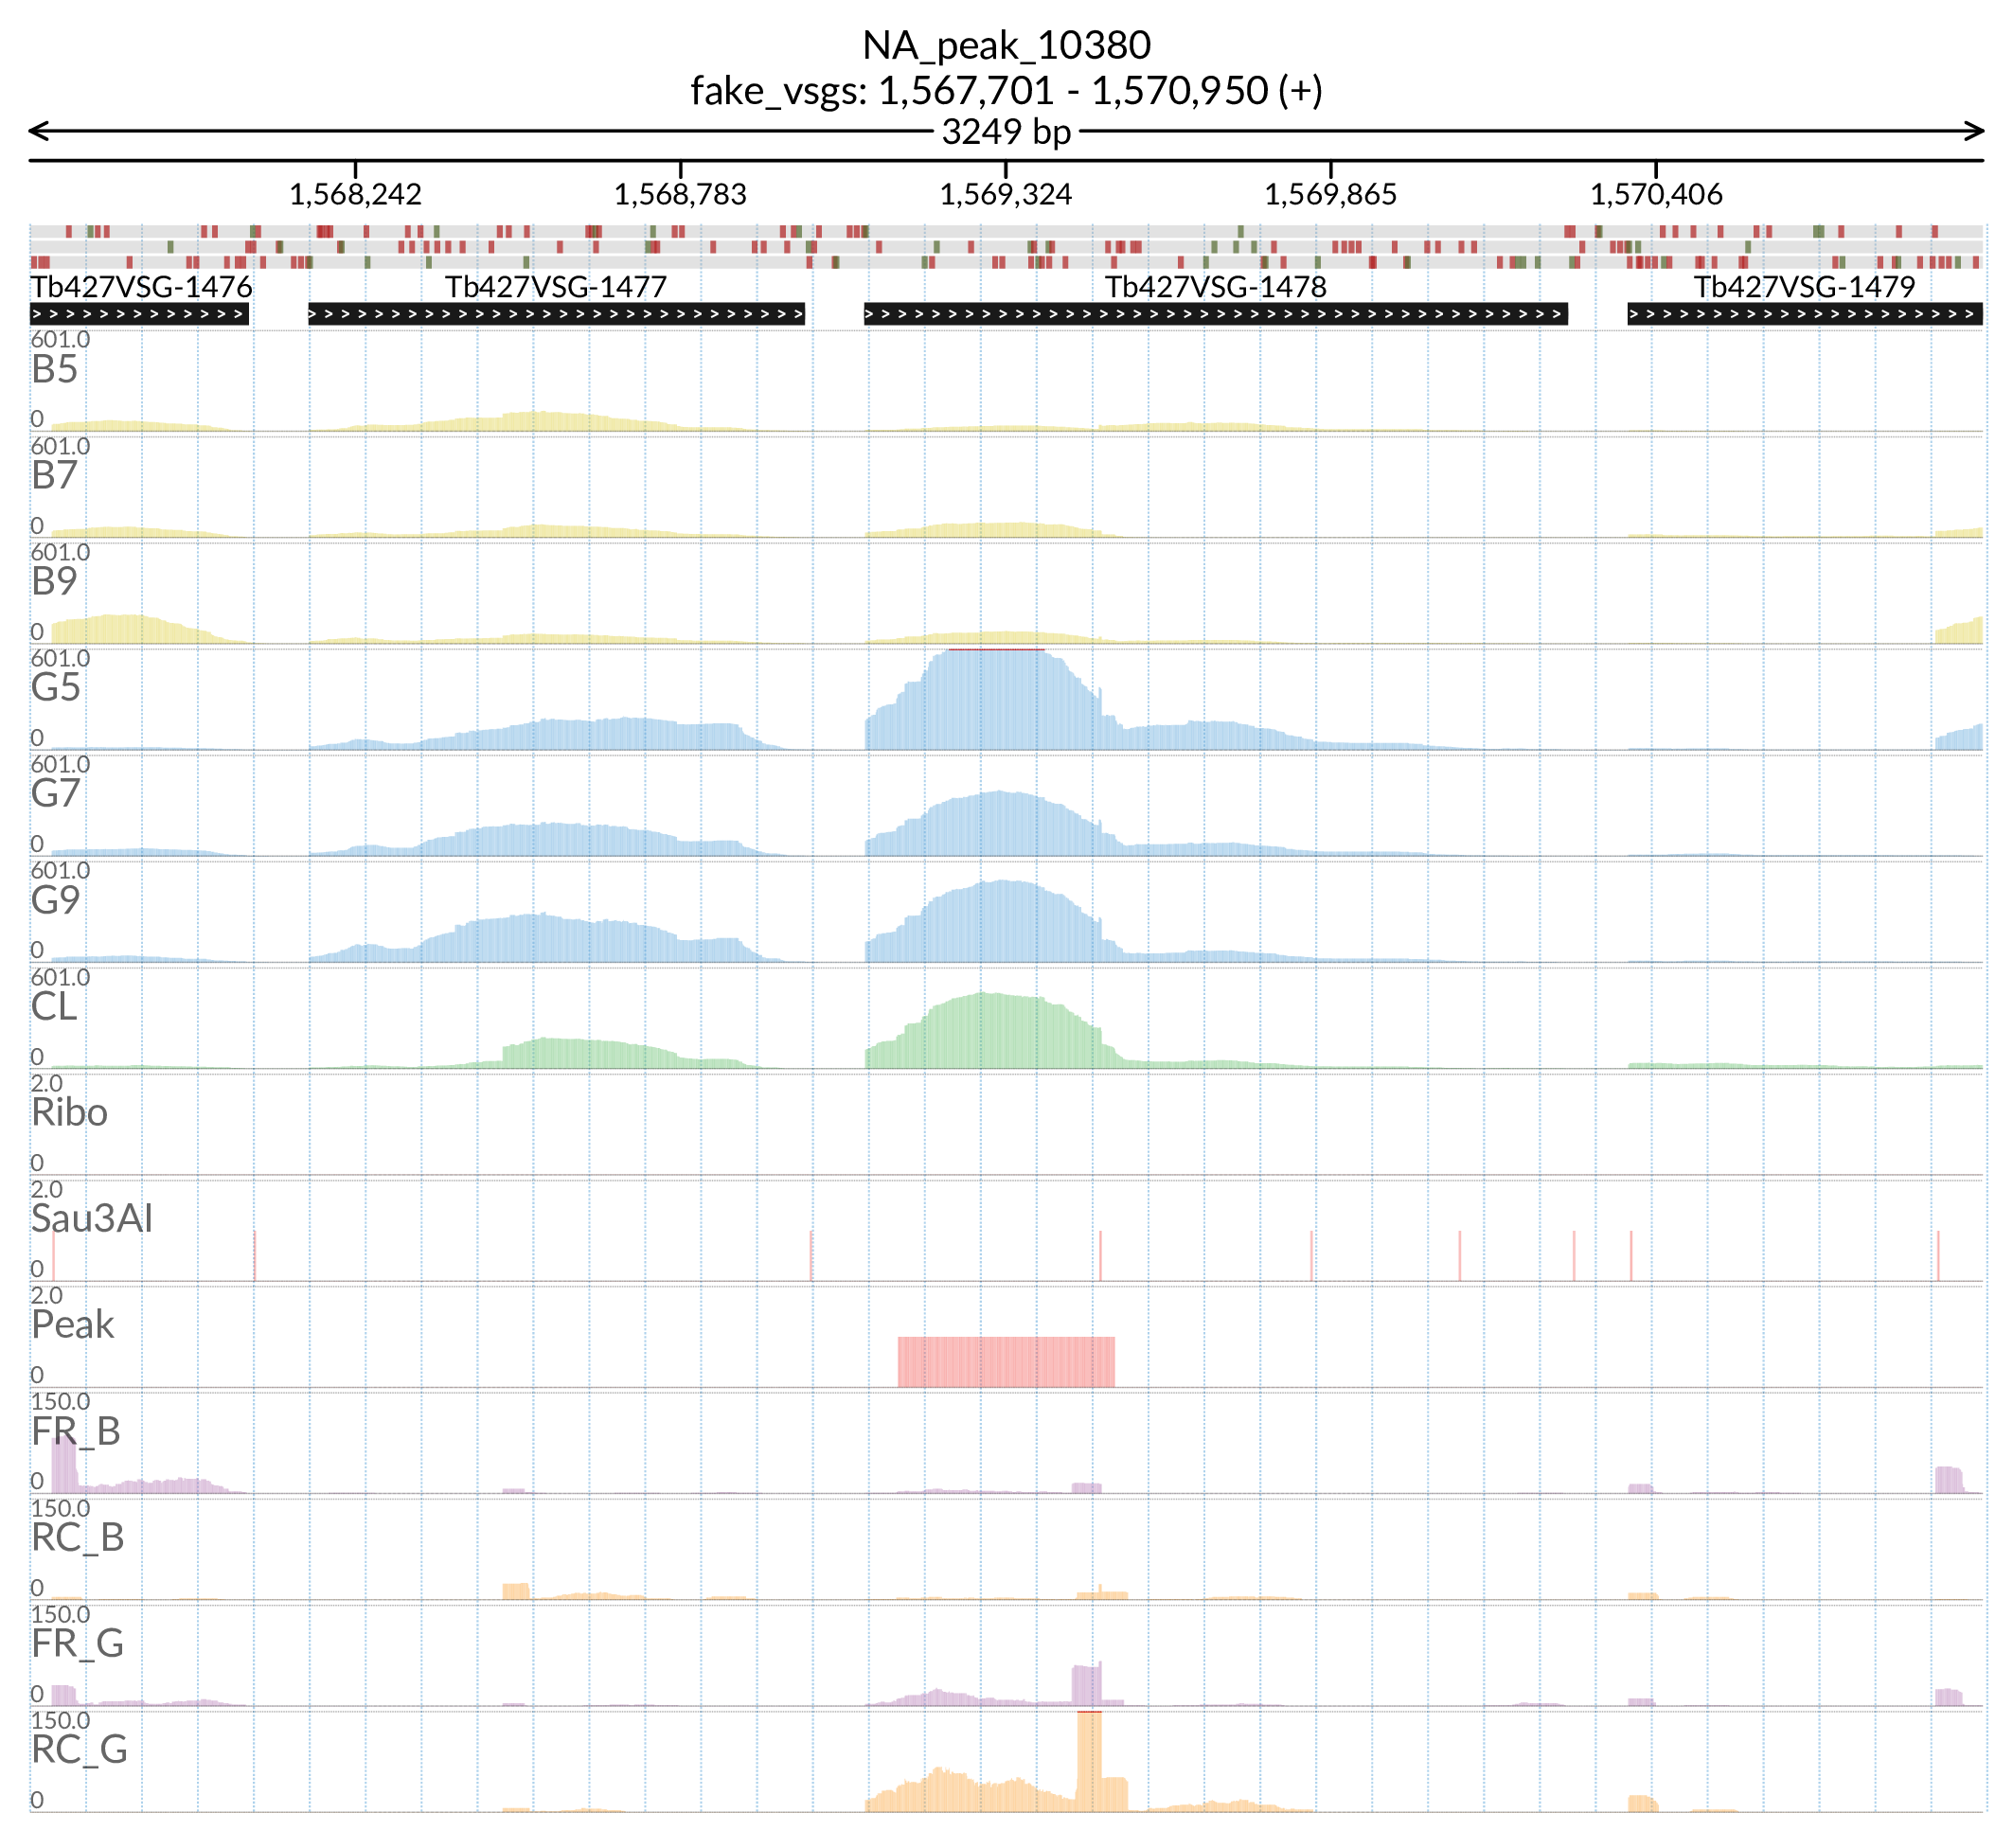 NA_peak_10380
fake_vsgs: 1,567,701 - 1,570,950 (+)
3249 bp
1,568,242 1,568,783 1,569,324 1,569,865 1,570,406
Tb427VSG-1476 Tb427VSG-1477 Tb427VSG-1478 Tb427VSG-1479
601.0
B5
0
601.0
B7
0
601.0
B9
0
601.0
G5
0
601.0
G7
0
601.0
G9
0
601.0
CL
0
2.0
Ribo
0
2.0
Sau3AI
0
2.0
Peak
0
150.0
FR_B
0
150.0
RC_B
0
150.0
FR_G
0
150.0
RC_G
0